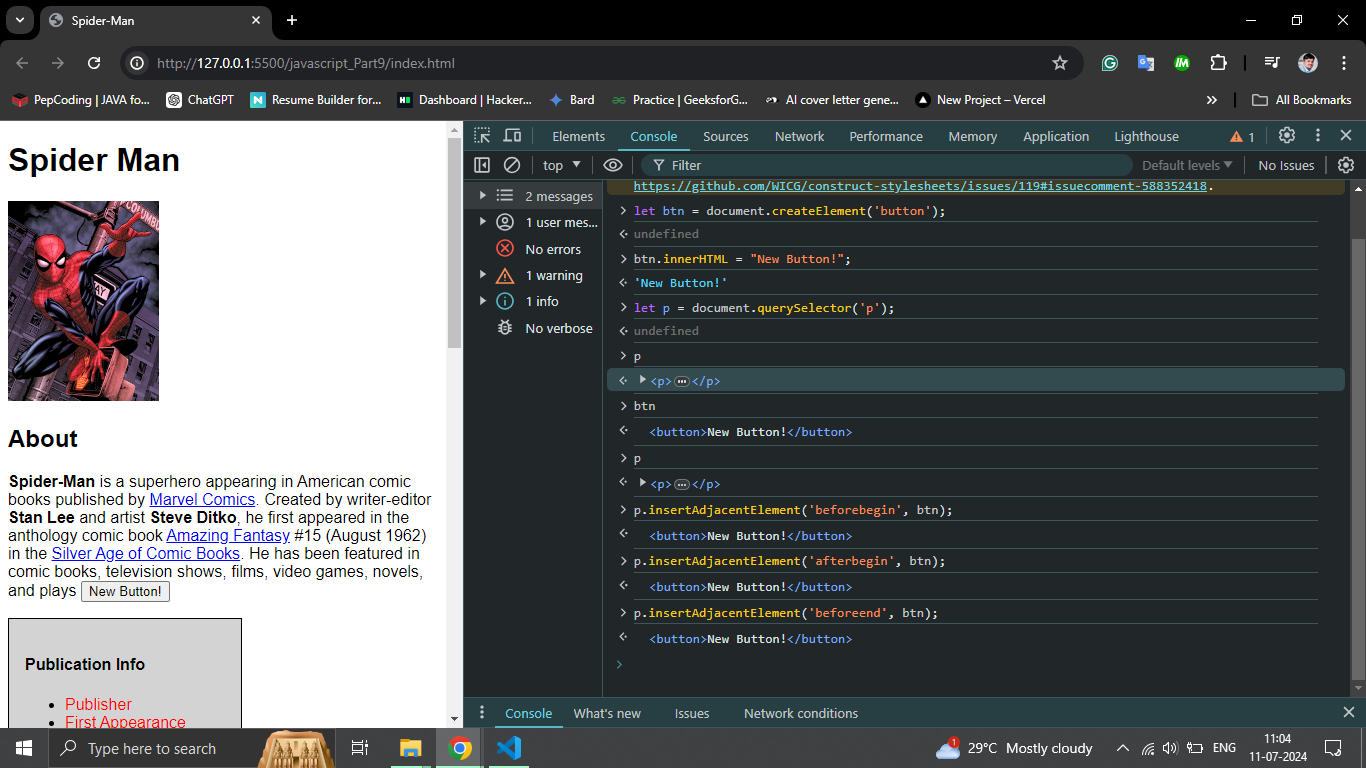 Spider-Man
http://127.0.0.1:5500/javascript_Part9/index.html
PepCoding | JAVA fo...
ChatGPT
Resume Builder for...
Dashboard | Hacker...
Bard
Practice | GeeksforG...
AI cover letter gene...
New Project – Vercel
»
All Bookmarks
Spider Man
About
Spider-Man is a superhero appearing in American comic
books published by Marvel Comics. Created by writer-editor
Stan Lee and artist Steve Ditko, he first appeared in the
anthology comic book Amazing Fantasy #15 (August 1962)
in the Silver Age of Comic Books. He has been featured in
comic books, television shows, films, video games, novels,
and plays New Button!
Publication Info
Publisher
First Appearance
Elements Console Sources Network Performance Memory Application Lighthouse 1
top Filter Default levels No Issues
2 messages
1 user mes...
No errors
1 warning
1 info
No verbose
https://github.com/WICG/construct-stylesheets/issues/119#issuecomment-588352418.
let btn = document.createElement('button');
undefined
btn.innerHTML = "New Button!";
'New Button!'
let p = document.querySelector('p');
undefined
p
<p>…</p>
btn
<button>New Button!</button>
p
<p>…</p>
p.insertAdjacentElement('beforebegin', btn);
<button>New Button!</button>
p.insertAdjacentElement('afterbegin', btn);
<button>New Button!</button>
p.insertAdjacentElement('beforeend', btn);
<button>New Button!</button>
Console What's new Issues Network conditions
Type here to search
1
29°C Mostly cloudy
ENG
11:04
11-07-2024